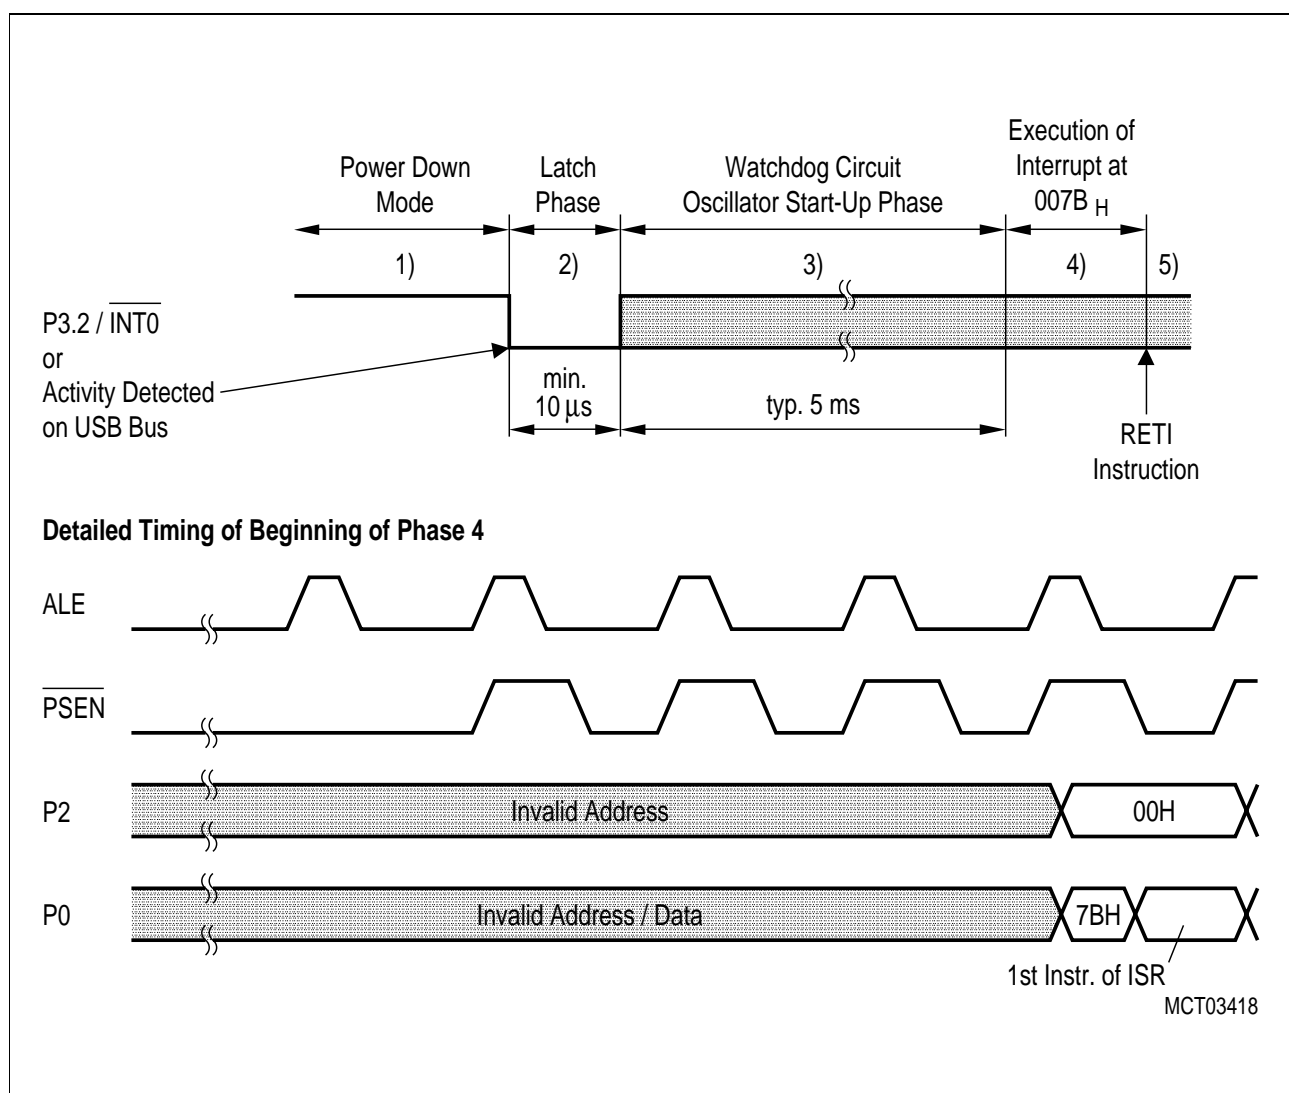 Power Down
Mode
Latch
Phase
Watchdog Circuit
Oscillator Start-Up Phase
Execution of
Interrupt at
007B H
1)
2)
3)
4)
5)
P3.2 / INT0
or
Activity Detected
on USB Bus
min.
10 µs
typ. 5 ms
RETI
Instruction
Detailed Timing of Beginning of Phase 4
ALE
PSEN
P2
Invalid Address
00H
P0
Invalid Address / Data
7BH
1st Instr. of ISR
MCT03418